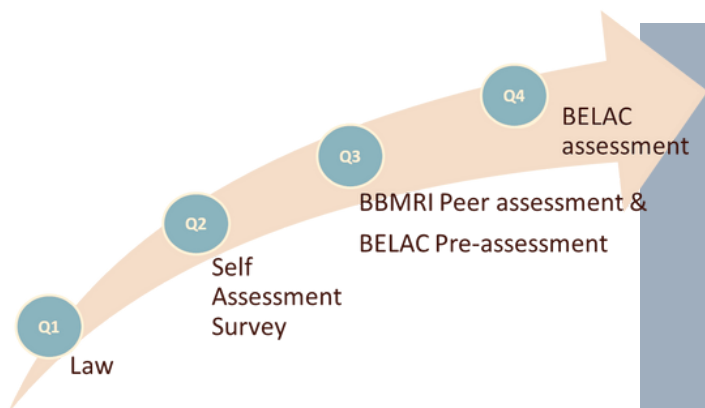 Q4
BELAC
assessment
Q3
BBMRI Peer assessment &
BELAC Pre-assessment
Q2
Self
Assessment
Survey
Q1
Law